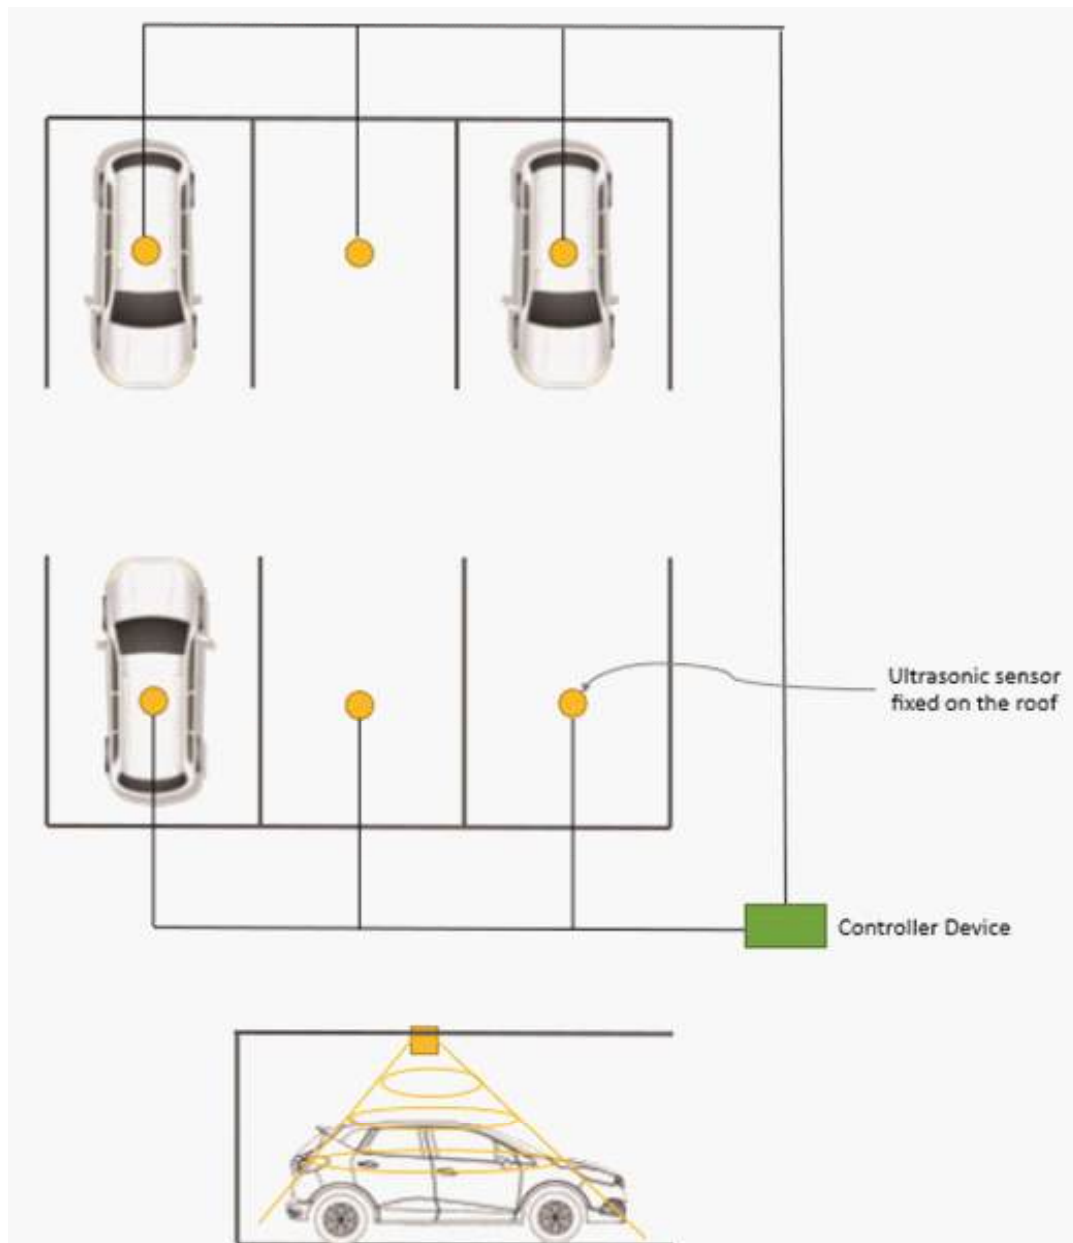 Ultrasonic sensor
fixed on the roof
Controller Device